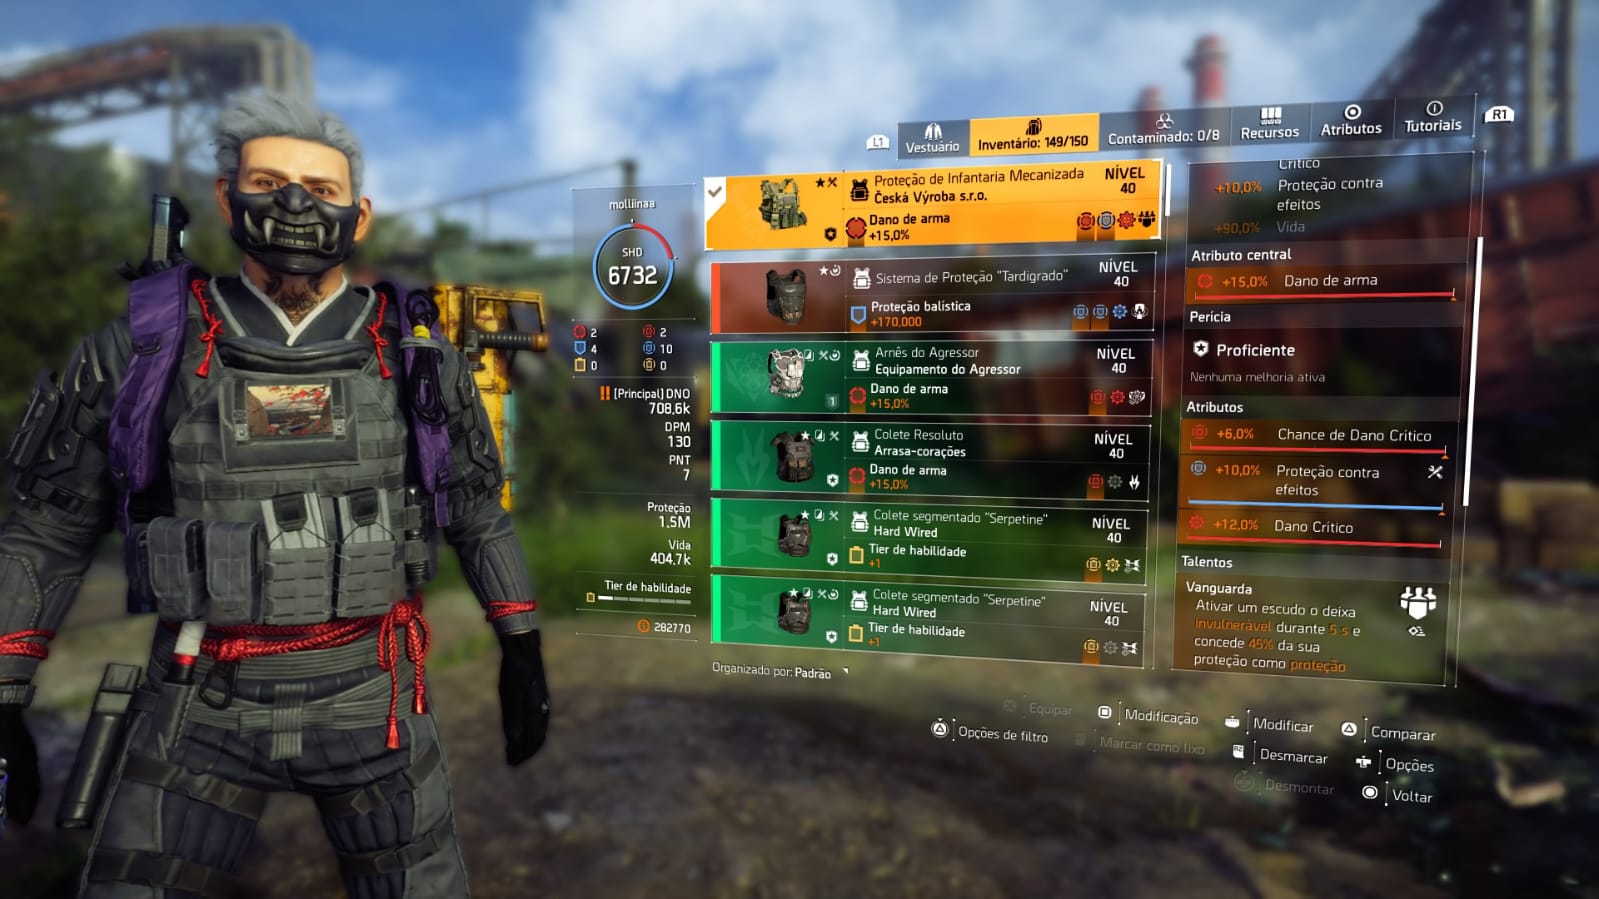 L1
Vestuário
Inventário: 149/150
Contaminado: 0/8
Recursos
Atributos
Tutoriais
R1
molliinaa
SHD
6732
2
2
4
10
0
0
[Principal] DNO
708,6k
DPM
130
PNT
7
Proteção
1.5M
Vida
404,7k
Tier de habilidade
282770
Proteção de Infantaria Mecanizada
Česká Výroba s.r.o.
NÍVEL
40
Dano de arma
+15,0%
Sistema de Proteção "Tardigrado"
NÍVEL
40
Proteção balística
+170,000
Arnês do Agressor
Equipamento do Agressor
NÍVEL
40
Dano de arma
+15,0%
1
Colete Resoluto
Arrasa-corações
NÍVEL
40
Dano de arma
+15,0%
Colete segmentado "Serpetine"
Hard Wired
NÍVEL
40
Tier de habilidade
+1
Colete segmentado "Serpetine"
Hard Wired
NÍVEL
40
Tier de habilidade
+1
Organizado por: Padrão
Crítico
+10,0% Proteção contra
efeitos
+90,0% Vida
Atributo central
+15,0% Dano de arma
Perícia
Proficiente
Nenhuma melhoria ativa
Atributos
+6,0% Chance de Dano Crítico
+10,0% Proteção contra
efeitos
+12,0% Dano Crítico
Talentos
Vanguarda
Ativar um escudo o deixa
invulnerável durante 5 s e
concede 45% da sua
proteção como proteção
Equipar
Modificação
Modificar
Comparar
Opções de filtro
Marcar como lixo
R2
Desmarcar
Opções
Desmontar
Voltar